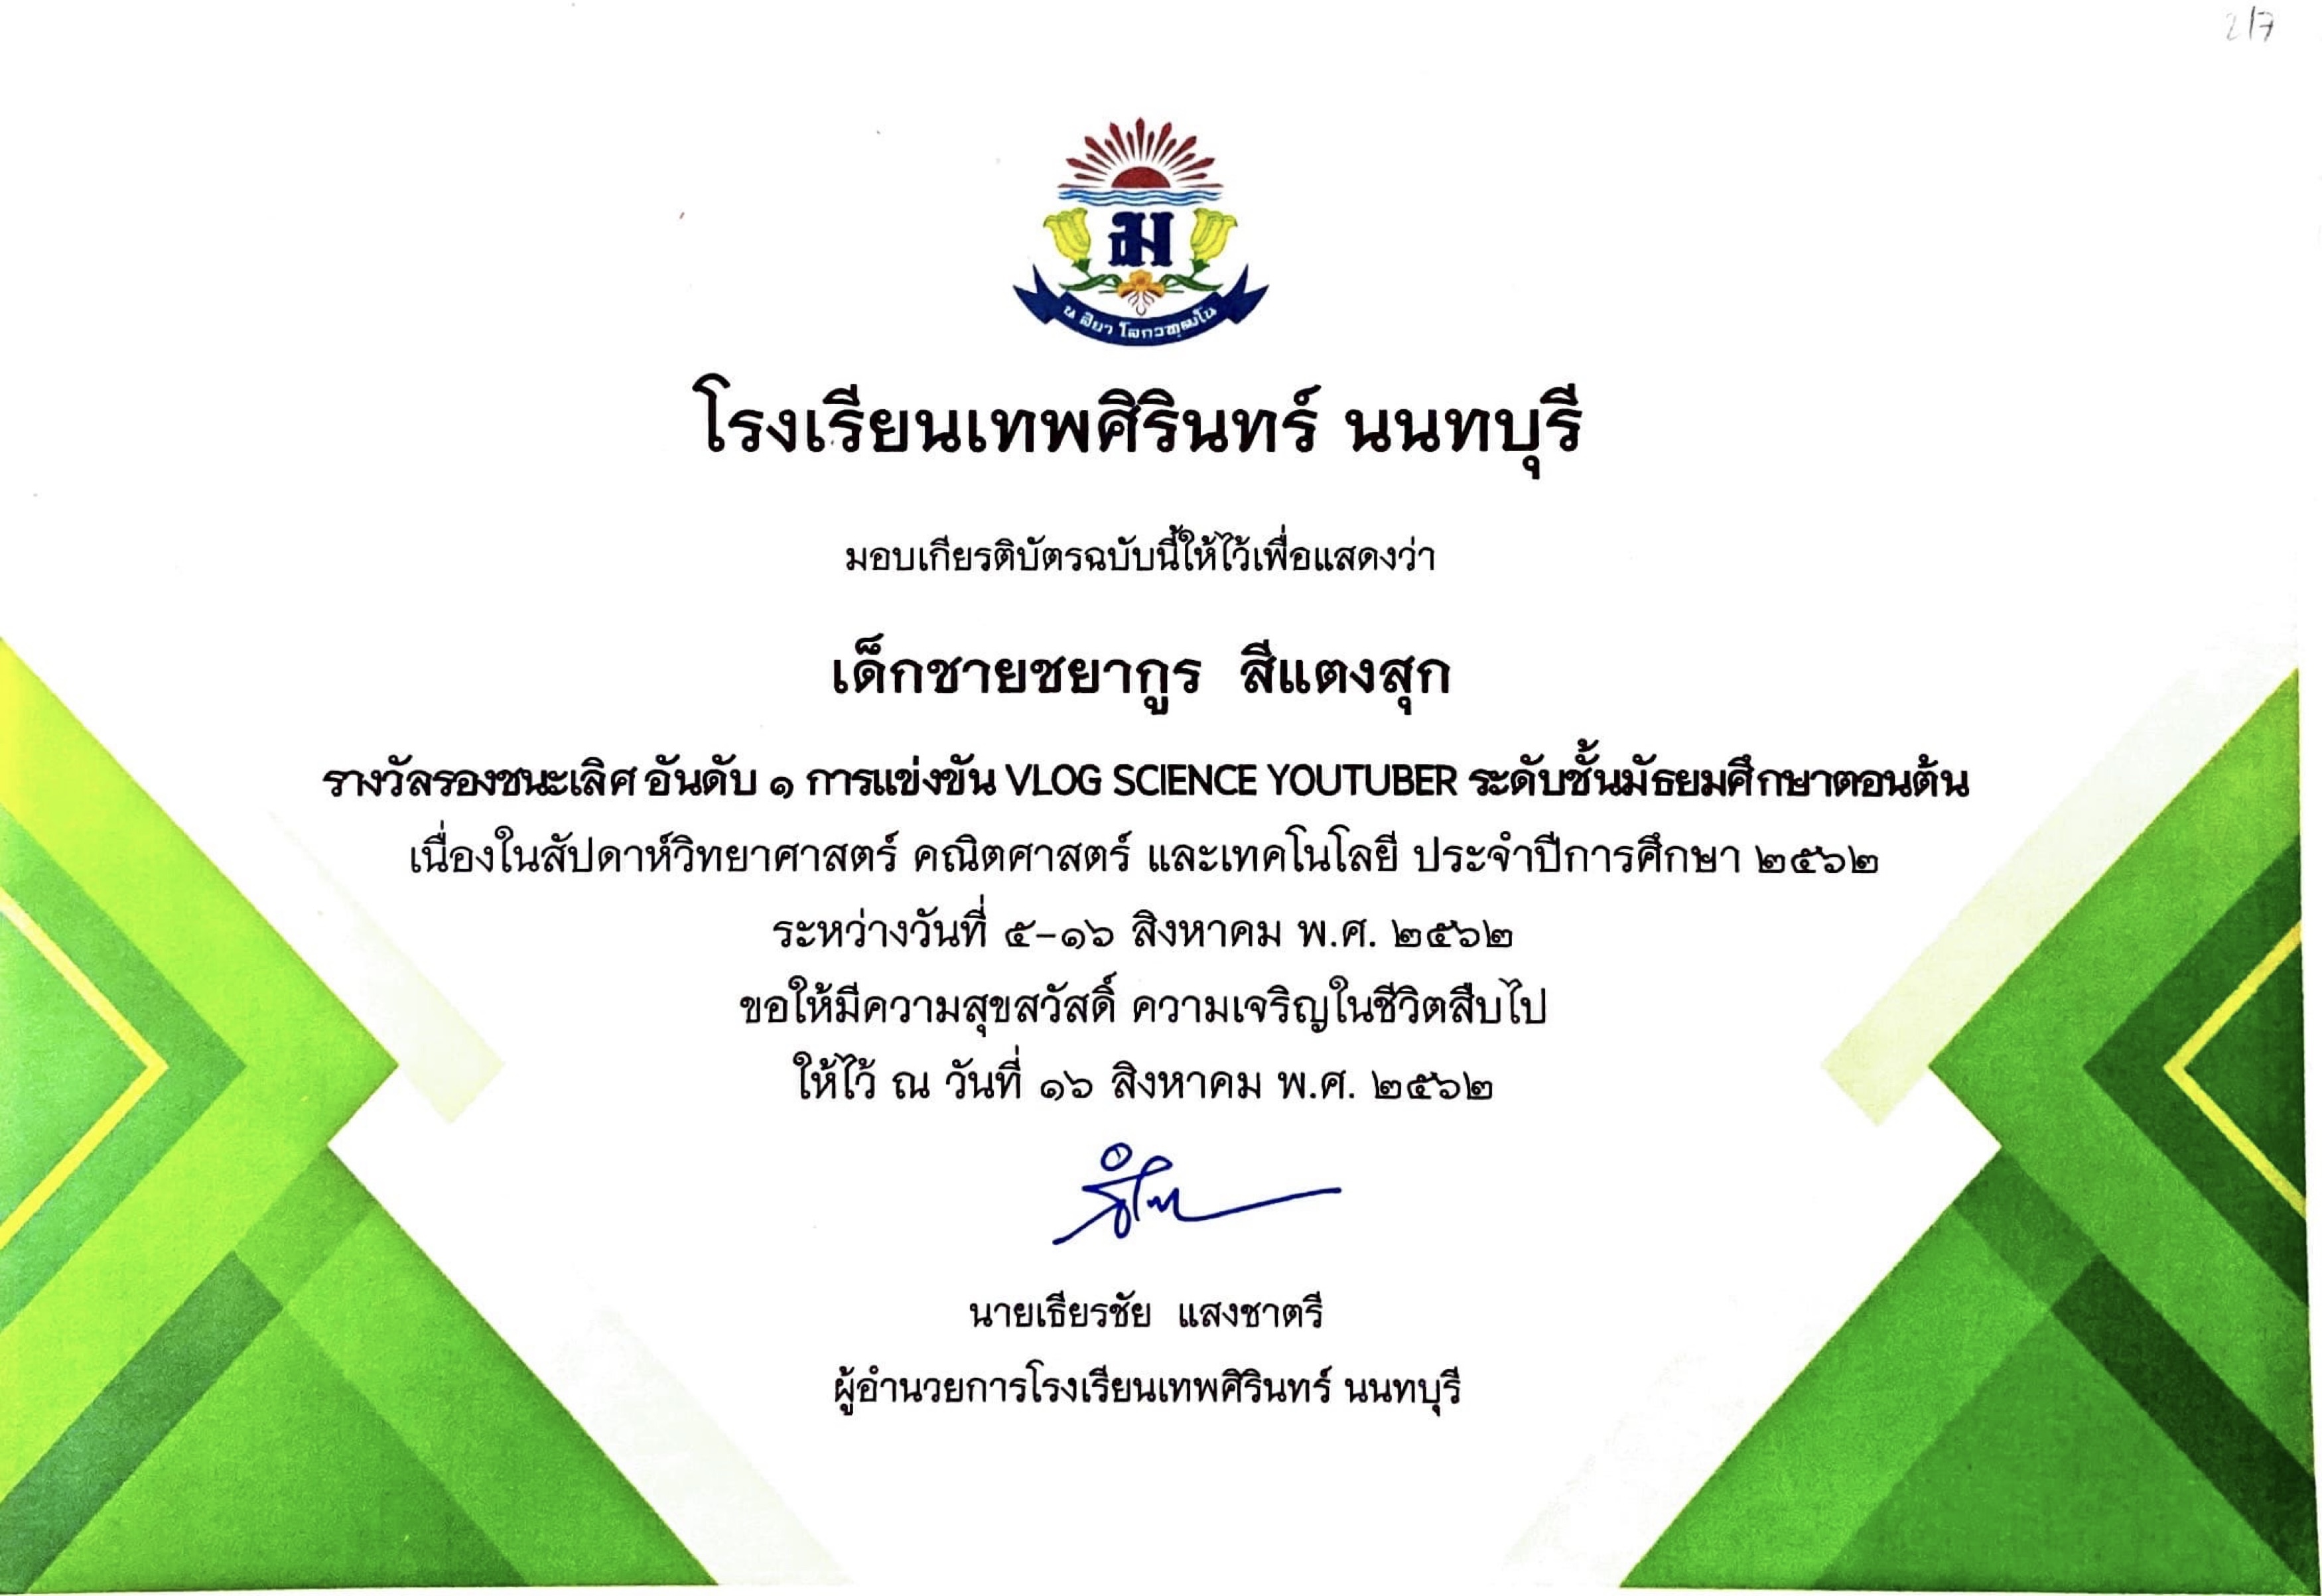 2/7
น สิยา โลกวฑฺฒโน
โรงเรียนเทพศิรินทร์ นนทบุรี
มอบเกียรติบัตรฉบับนี้ให้ไว้เพื่อแสดงว่า
เด็กชายชยากูร สีแตงสุก
รางวัลรองชนะเลิศ อันดับ ๑ การแข่งขัน VLOG SCIENCE YOUTUBER ระดับชั้นมัธยมศึกษาตอนต้น
เนื่องในสัปดาห์วิทยาศาสตร์ คณิตศาสตร์ และเทคโนโลยี ประจำปีการศึกษา ๒๕๖๒
ระหว่างวันที่ ๕-๑๖ สิงหาคม พ.ศ. ๒๕๖๒
ขอให้มีความสุขสวัสดิ์ ความเจริญในชีวิตสืบไป
ให้ไว้ ณ วันที่ ๑๖ สิงหาคม พ.ศ. ๒๕๖๒
นายเธียรชัย แสงชาตรี
ผู้อำนวยการโรงเรียนเทพศิรินทร์ นนทบุรี